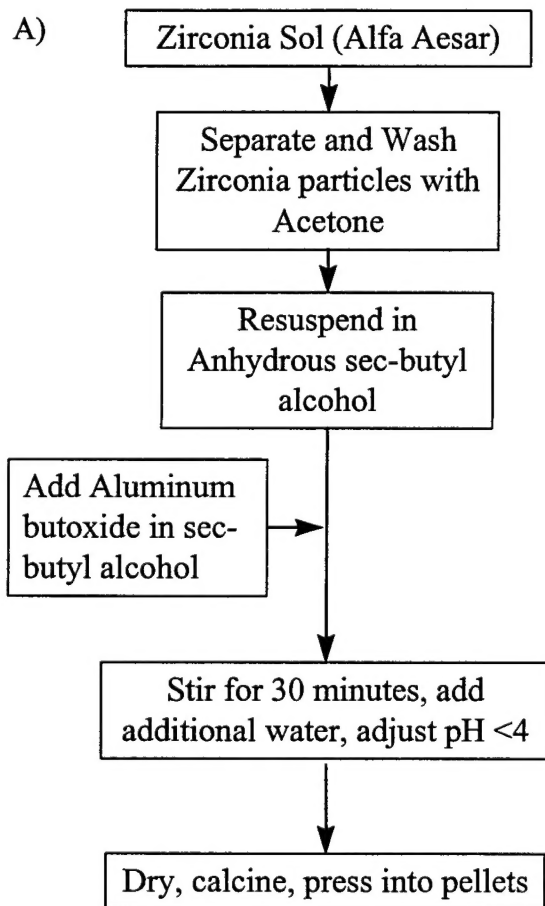 A)
Zirconia Sol (Alfa Aesar)
Separate and Wash
Zirconia particles with
Acetone
Resuspend in
Anhydrous sec-butyl
alcohol
Add Aluminum
butoxide in sec-
butyl alcohol
Stir for 30 minutes, add
additional water, adjust pH <4
Dry, calcine, press into pellets